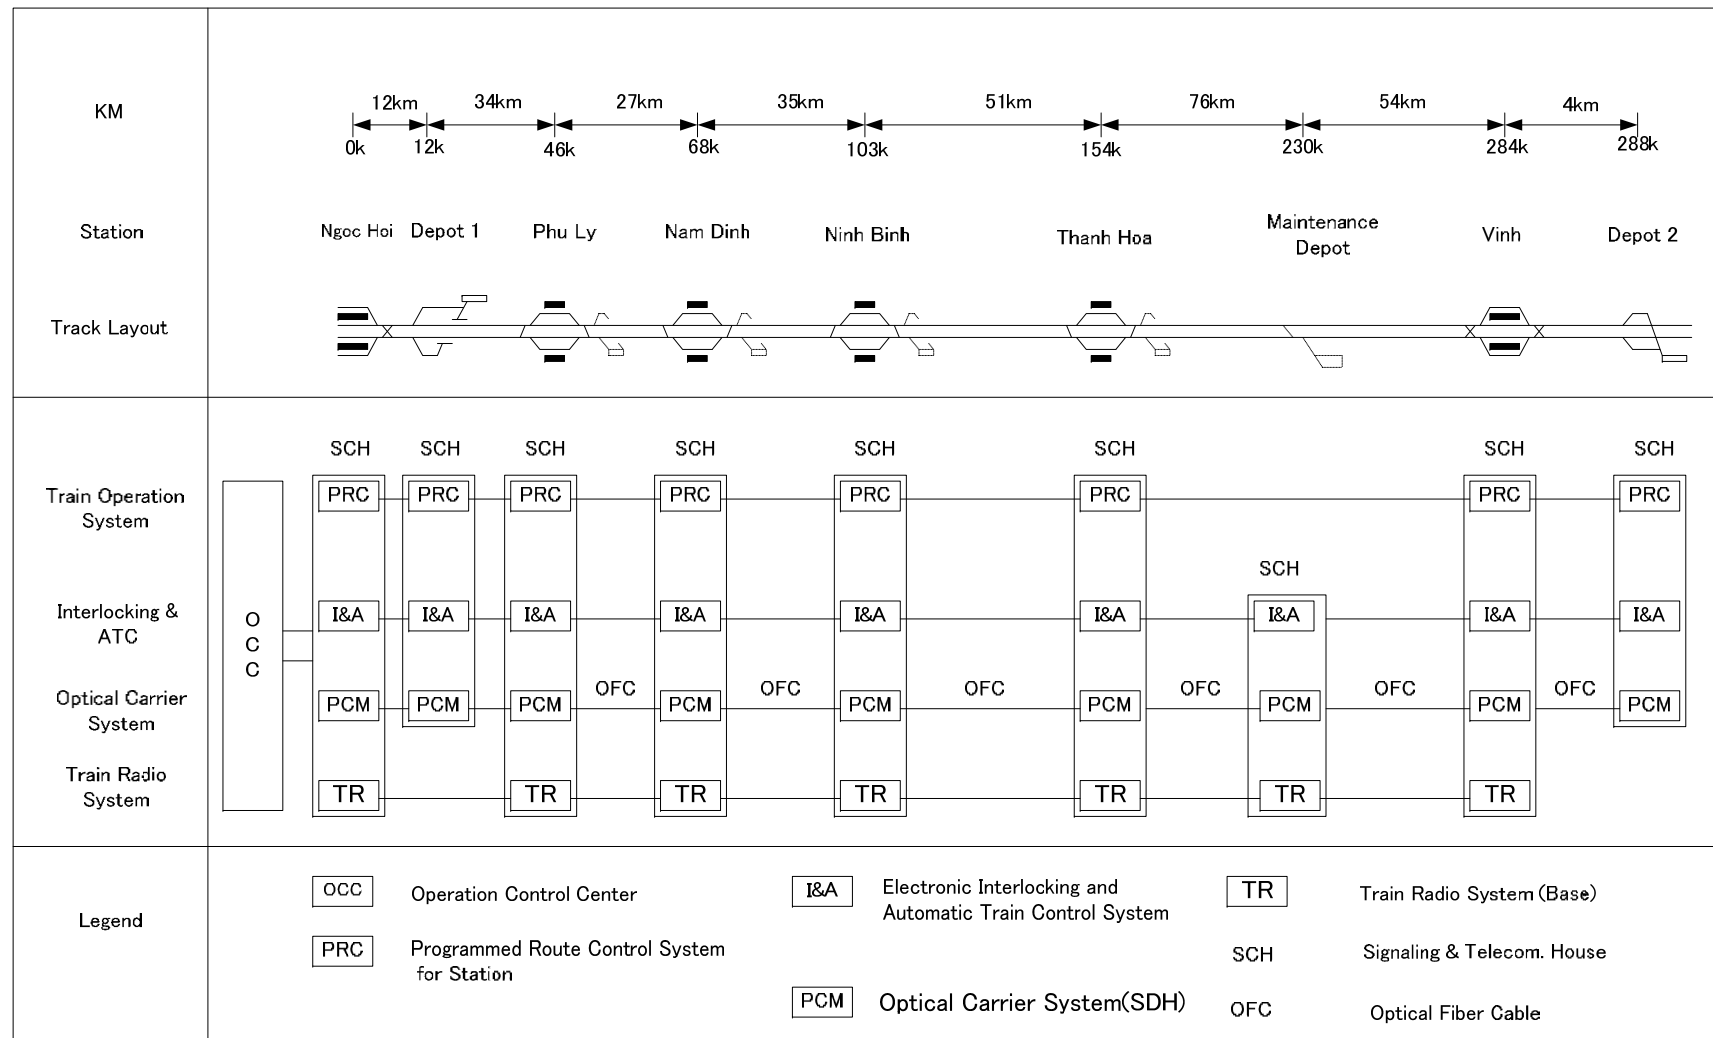 KM
12km 34km 27km 35km 51km 76km 54km 4km
0k 12k 46k 68k 103k 154k 230k 284k 288k
Station
Ngoc Hoi Depot 1 Phu Ly Nam Dinh Ninh Binh Thanh Hoa Maintenance Vinh Depot 2
Depot
Track Layout
SCH SCH SCH SCH SCH SCH SCH SCH
Train Operation
System
PRC PRC PRC PRC PRC PRC PRC PRC
SCH
Interlocking &
ATC
O
C
C
I&A I&A I&A I&A I&A I&A I&A I&A I&A
OFC OFC OFC OFC OFC OFC
Optical Carrier
System
PCM PCM PCM PCM PCM PCM PCM PCM PCM
Train Radio
System
TR TR TR TR TR TR TR
Legend
OCC Operation Control Center
PRC Programmed Route Control System
for Station
I&A Electronic Interlocking and
Automatic Train Control System
PCM Optical Carrier System(SDH)
TR Train Radio System (Base)
SCH Signaling & Telecom. House
OFC Optical Fiber Cable